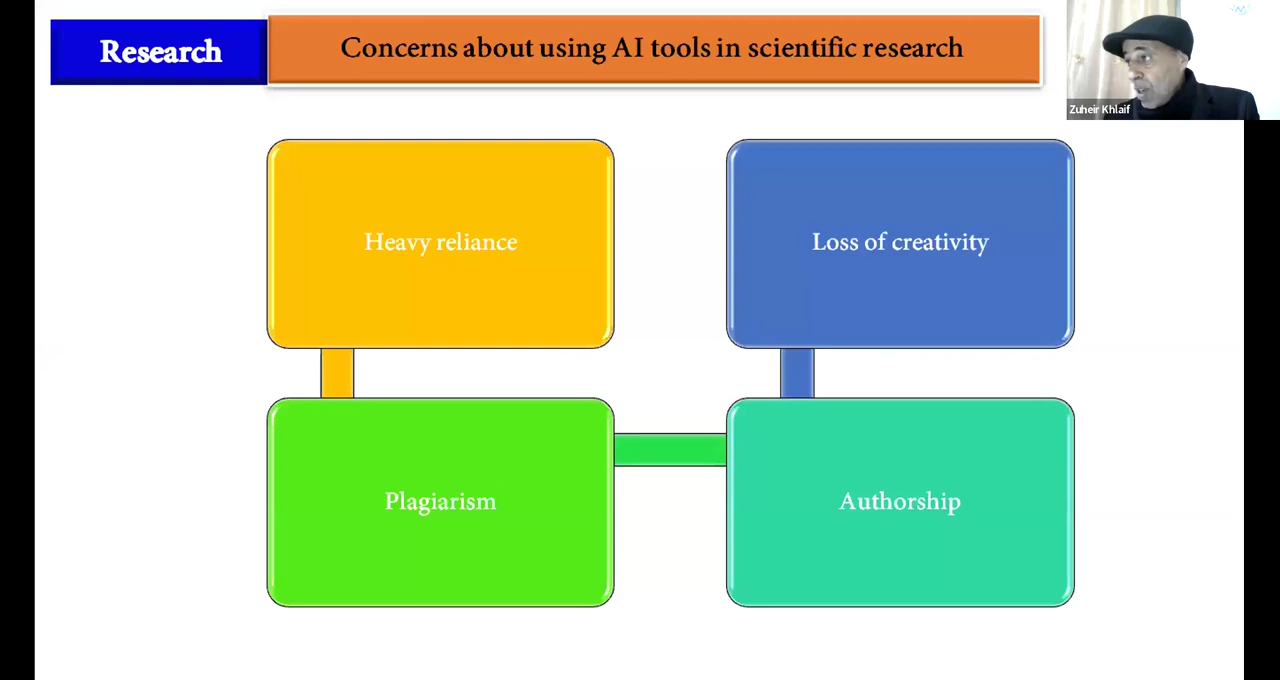 Research
Concerns about using AI tools in scientific research
Zuheir Khlaif
Heavy reliance
Loss of creativity
Plagiarism
Authorship